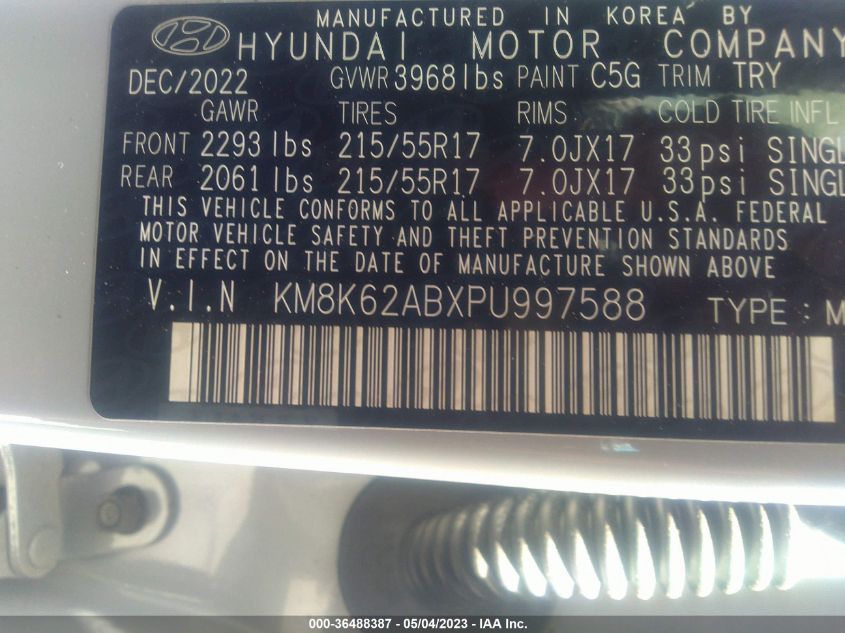 MANUFACTURED IN KOREA BY
HYUNDAI MOTOR COMPANY
DEC/2022 GVWR 3968 lbs PAINT C5G TRIM TRY
GAWR TIRES RIMS COLD TIRE INFL
FRONT 2293 lbs 215/55R17 7.0JX17 33psi SINGL
REAR 2061 lbs 215/55R17 7.0JX17 33psi SINGL
THIS VEHICLE CONFORMS TO ALL APPLICABLE U.S.A. FEDERAL
MOTOR VEHICLE SAFETY AND THEFT PREVENTION STANDARDS
IN EFFECT ON THE DATE OF MANUFACTURE SHOWN ABOVE
V.I.N KM8K62ABXPU997588 TYPE : M
000-36488387 - 05/04/2023 - IAA Inc.